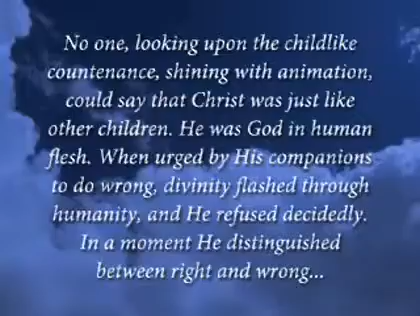 No one, looking upon the childlike
countenance, shining with animation,
could say that Christ was just like
other children. He was God in human
flesh. When urged by His companions
to do wrong, divinity flashed through
humanity, and He refused decidedly.
In a moment He distinguished
between right and wrong...